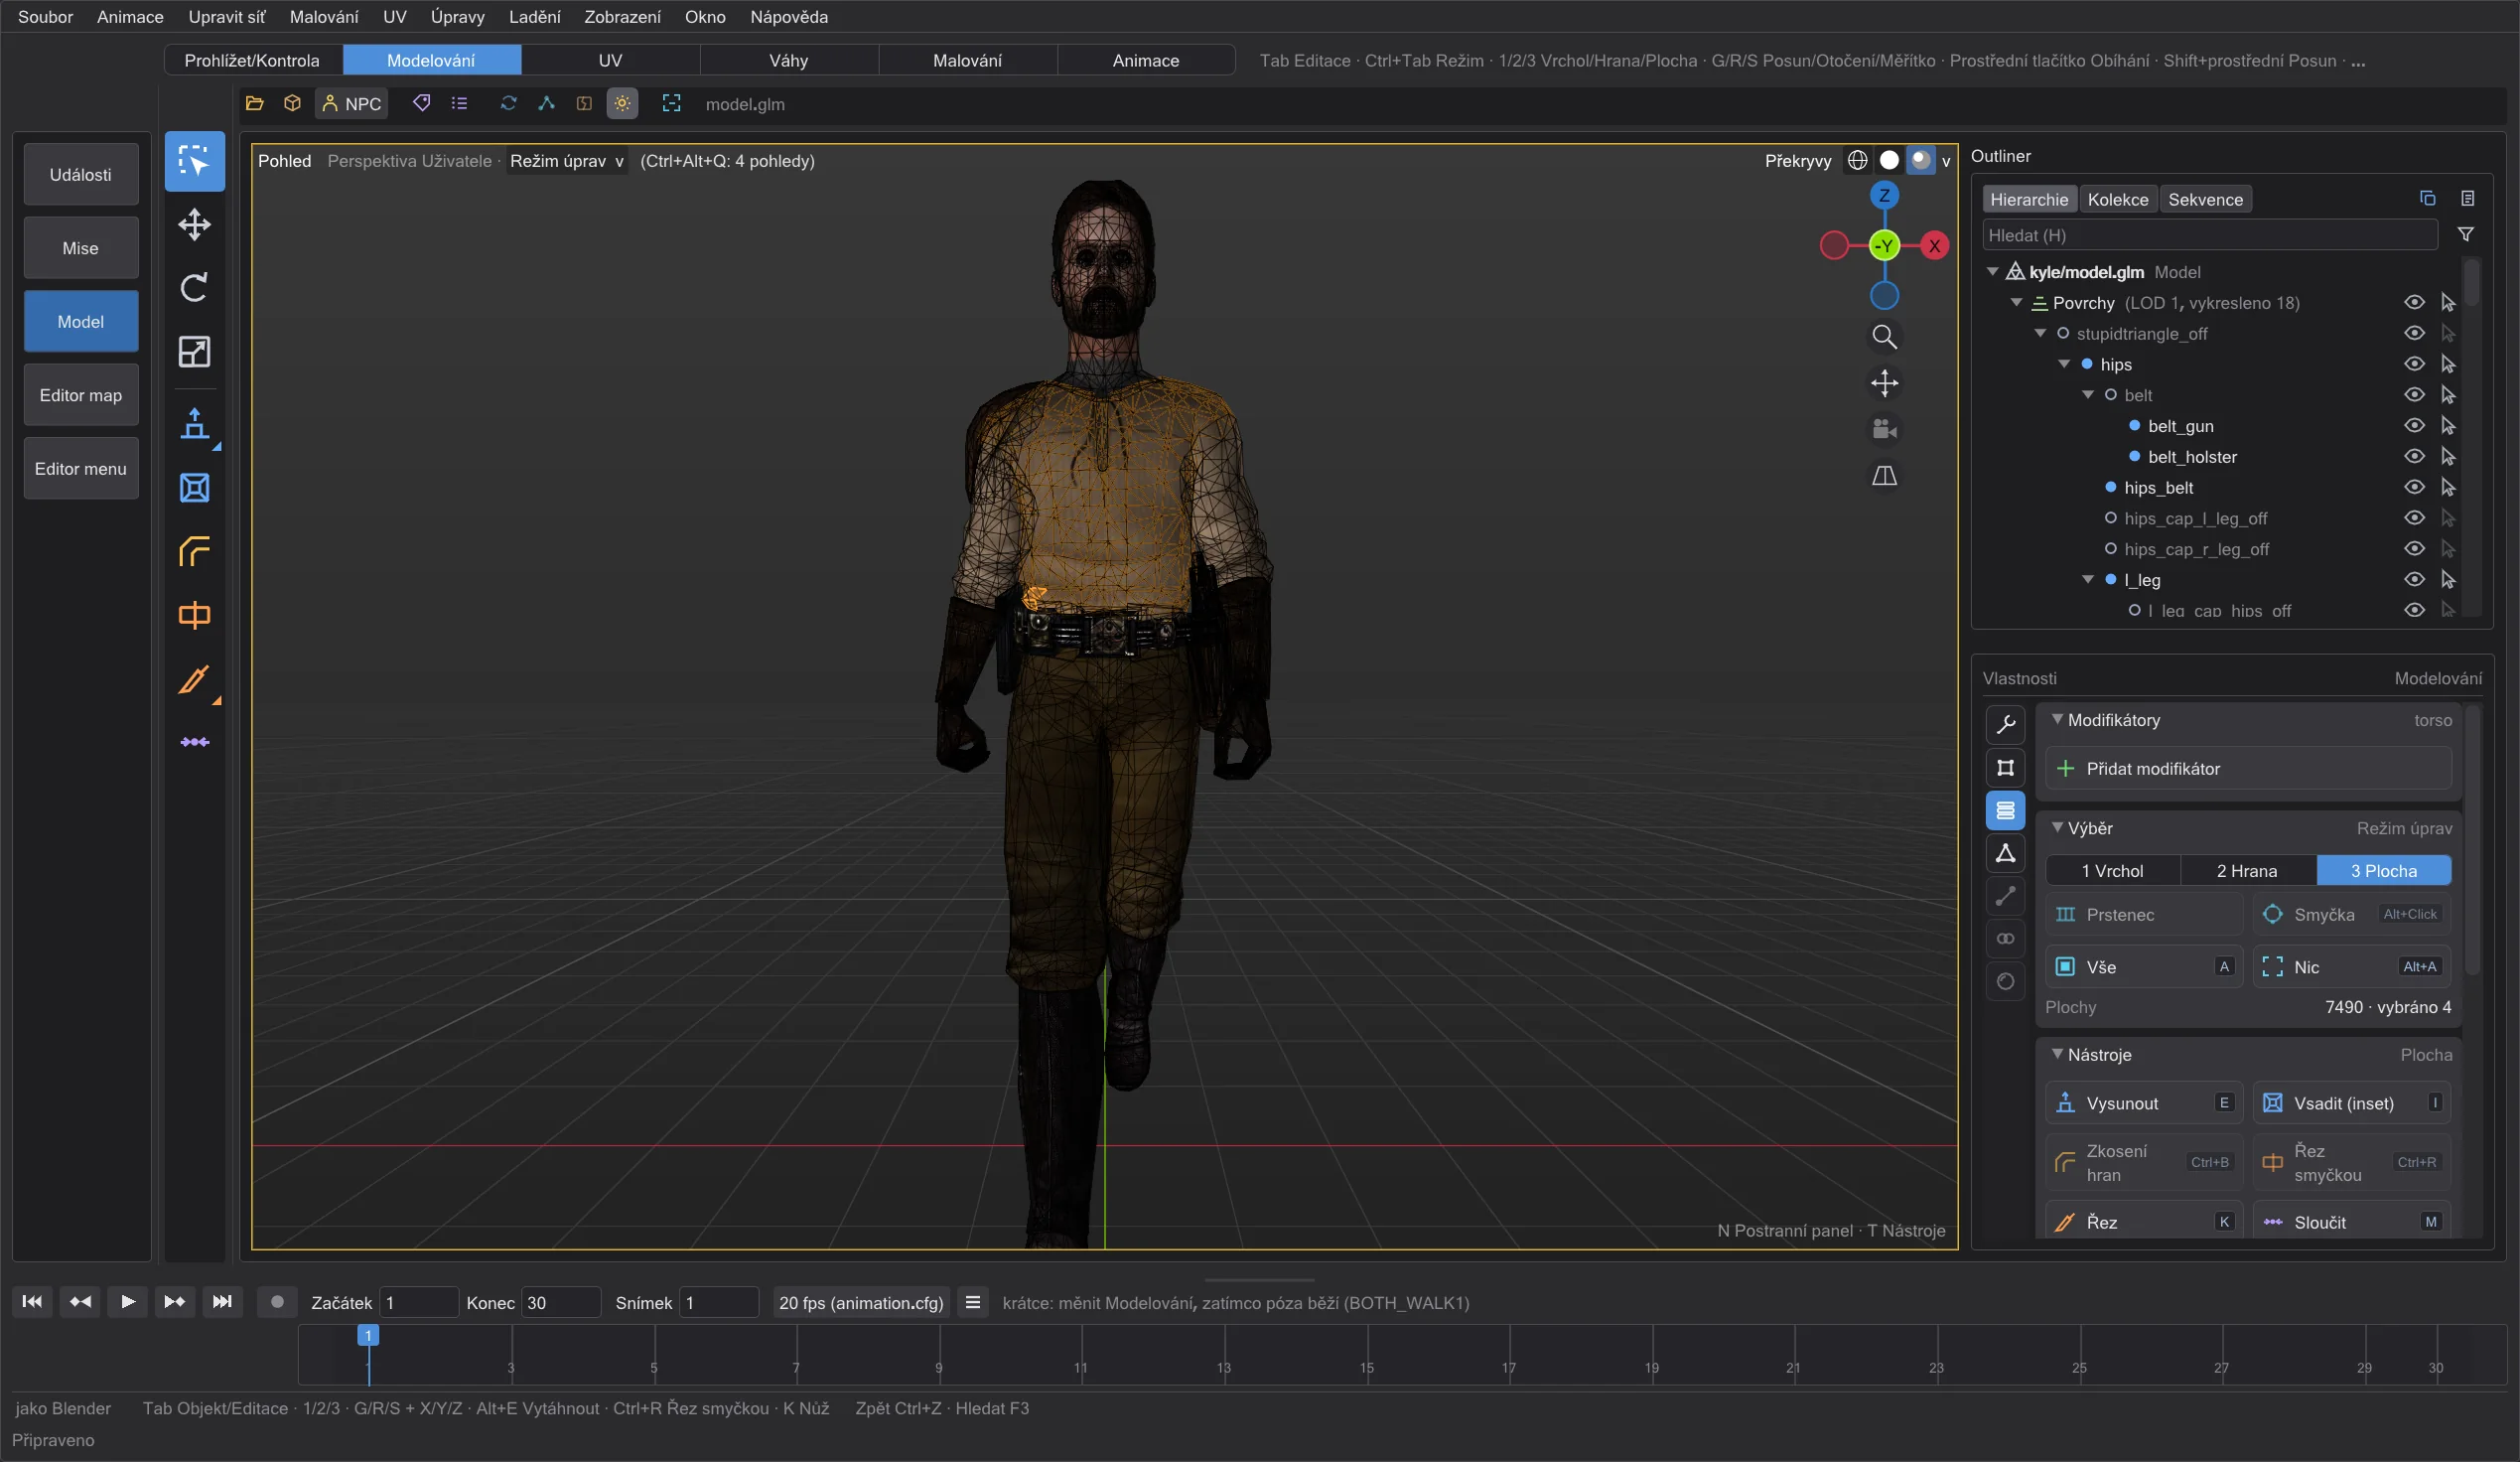 Soubor Animace Upravit síť Malování UV Úpravy Ladění Zobrazení Okno Nápověda
Prohlížet/Kontrola Modelování UV Váhy Malování Animace Tab Editace · Ctrl+Tab Režim · 1/2/3 Vrchol/Hrana/Plocha · G/R/S Posun/Otočení/Měřítko · Prostřední tlačítko Obíhání · Shift+prostřední Posun · ...
NPC model.glm
Události
Mise
Model
Editor map
Editor menu
Pohled Perspektiva Uživatele · Režim úprav v (Ctrl+Alt+Q: 4 pohledy)
Překryvy v
Z
-Y X
N Postranní panel · T Nástroje
Outliner
Hierarchie Kolekce Sekvence
Hledat (H)
kyle/model.glm Model
Povrchy (LOD 1, vykresleno 18)
stupidtriangle_off
hips
belt
belt_gun
belt_holster
hips_belt
hips_cap_l_leg_off
hips_cap_r_leg_off
l_leg
l_leg_cap_hips_off
Vlastnosti Modelování
Modifikátory torso
Přidat modifikátor
Výběr Režim úprav
1 Vrchol 2 Hrana 3 Plocha
Prstenec Smyčka Alt+Click
Vše A Nic Alt+A
Plochy 7490 · vybráno 4
Nástroje Plocha
Vysunout E Vsadit (inset) I
Zkosení hran Ctrl+B Řez smyčkou Ctrl+R
Řez K Sloučit M
Začátek 1 Konec 30 Snímek 1 20 fps (animation.cfg) krátce: měnit Modelování, zatímco póza běží (BOTH_WALK1)
1
1 3 5 7 9 11 13 15 17 19 21 23 25 27 29 30
jako Blender Tab Objekt/Editace · 1/2/3 · G/R/S + X/Y/Z · Alt+E Vytáhnout · Ctrl+R Řez smyčkou · K Nůž Zpět Ctrl+Z · Hledat F3
Připraveno